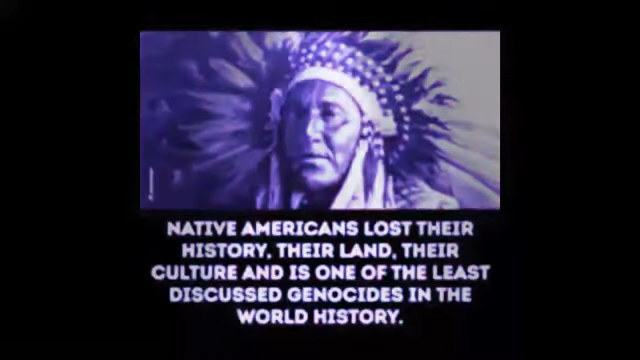 NATIVE AMERICANS LOST THEIR
HISTORY, THEIR LAND, THEIR
CULTURE AND IS ONE OF THE LEAST
DISCUSSED GENOCIDES IN THE
WORLD HISTORY.